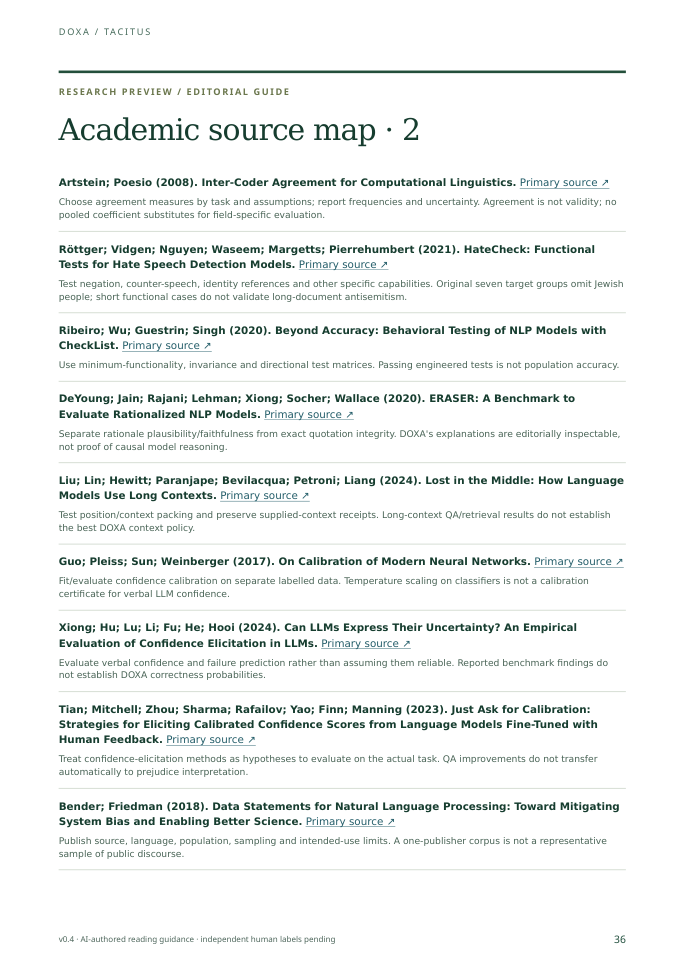 DOXA / TACITUS
RESEARCH PREVIEW / EDITORIAL GUIDE
Academic source map · 2
Artstein; Poesio (2008). Inter-Coder Agreement for Computational Linguistics. Primary source ↗
Choose agreement measures by task and assumptions; report frequencies and uncertainty. Agreement is not validity; no
pooled coefficient substitutes for field-specific evaluation.
Röttger; Vidgen; Nguyen; Waseem; Margetts; Pierrehumbert (2021). HateCheck: Functional
Tests for Hate Speech Detection Models. Primary source ↗
Test negation, counter-speech, identity references and other specific capabilities. Original seven target groups omit Jewish
people; short functional cases do not validate long-document antisemitism.
Ribeiro; Wu; Guestrin; Singh (2020). Beyond Accuracy: Behavioral Testing of NLP Models with
CheckList. Primary source ↗
Use minimum-functionality, invariance and directional test matrices. Passing engineered tests is not population accuracy.
DeYoung; Jain; Rajani; Lehman; Xiong; Socher; Wallace (2020). ERASER: A Benchmark to
Evaluate Rationalized NLP Models. Primary source ↗
Separate rationale plausibility/faithfulness from exact quotation integrity. DOXA's explanations are editorially inspectable,
not proof of causal model reasoning.
Liu; Lin; Hewitt; Paranjape; Bevilacqua; Petroni; Liang (2024). Lost in the Middle: How Language
Models Use Long Contexts. Primary source ↗
Test position/context packing and preserve supplied-context receipts. Long-context QA/retrieval results do not establish
the best DOXA context policy.
Guo; Pleiss; Sun; Weinberger (2017). On Calibration of Modern Neural Networks. Primary source ↗
Fit/evaluate confidence calibration on separate labelled data. Temperature scaling on classifiers is not a calibration
certificate for verbal LLM confidence.
Xiong; Hu; Lu; Li; Fu; He; Hooi (2024). Can LLMs Express Their Uncertainty? An Empirical
Evaluation of Confidence Elicitation in LLMs. Primary source ↗
Evaluate verbal confidence and failure prediction rather than assuming them reliable. Reported benchmark findings do
not establish DOXA correctness probabilities.
Tian; Mitchell; Zhou; Sharma; Rafailov; Yao; Finn; Manning (2023). Just Ask for Calibration:
Strategies for Eliciting Calibrated Confidence Scores from Language Models Fine-Tuned with
Human Feedback. Primary source ↗
Treat confidence-elicitation methods as hypotheses to evaluate on the actual task. QA improvements do not transfer
automatically to prejudice interpretation.
Bender; Friedman (2018). Data Statements for Natural Language Processing: Toward Mitigating
System Bias and Enabling Better Science. Primary source ↗
Publish source, language, population, sampling and intended-use limits. A one-publisher corpus is not a representative
sample of public discourse.
v0.4 · AI-authored reading guidance · independent human labels pending
36